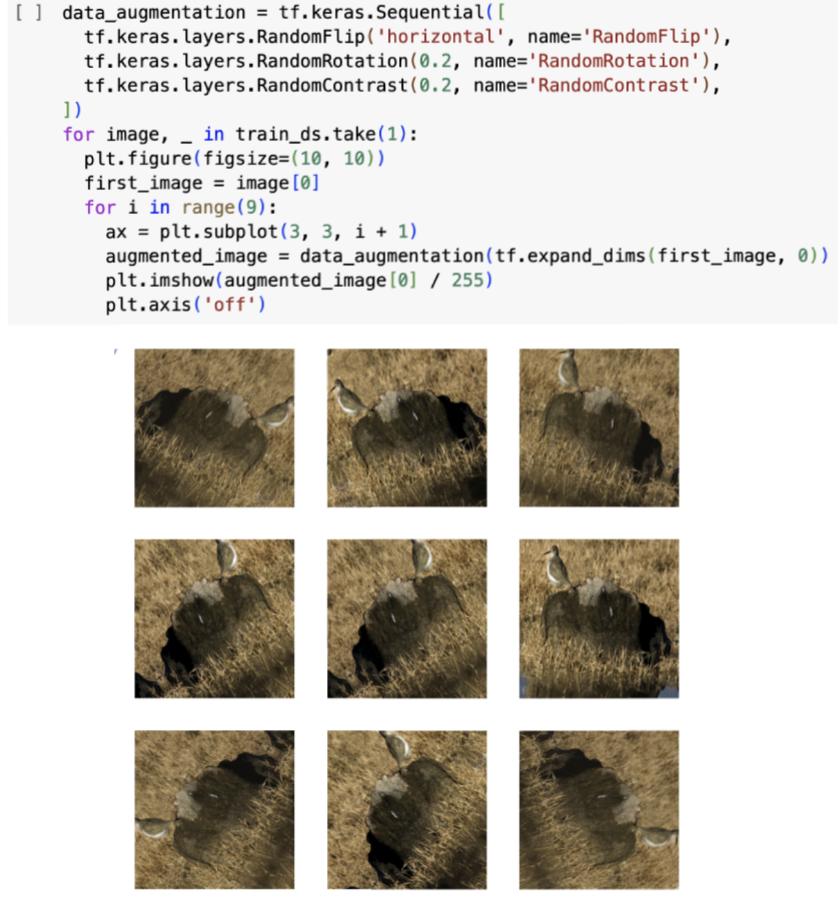 [ ] data_augmentation = tf.keras.Sequential([
tf.keras.layers.RandomFlip('horizontal', name='RandomFlip'),
tf.keras.layers.RandomRotation(0.2, name='RandomRotation'),
tf.keras.layers.RandomContrast(0.2, name='RandomContrast'),
])
for image, _ in train_ds.take(1):
plt.figure(figsize=(10, 10))
first_image = image[0]
for i in range(9):
ax = plt.subplot(3, 3, i + 1)
augmented_image = data_augmentation(tf.expand_dims(first_image, 0))
plt.imshow(augmented_image[0] / 255)
plt.axis('off')